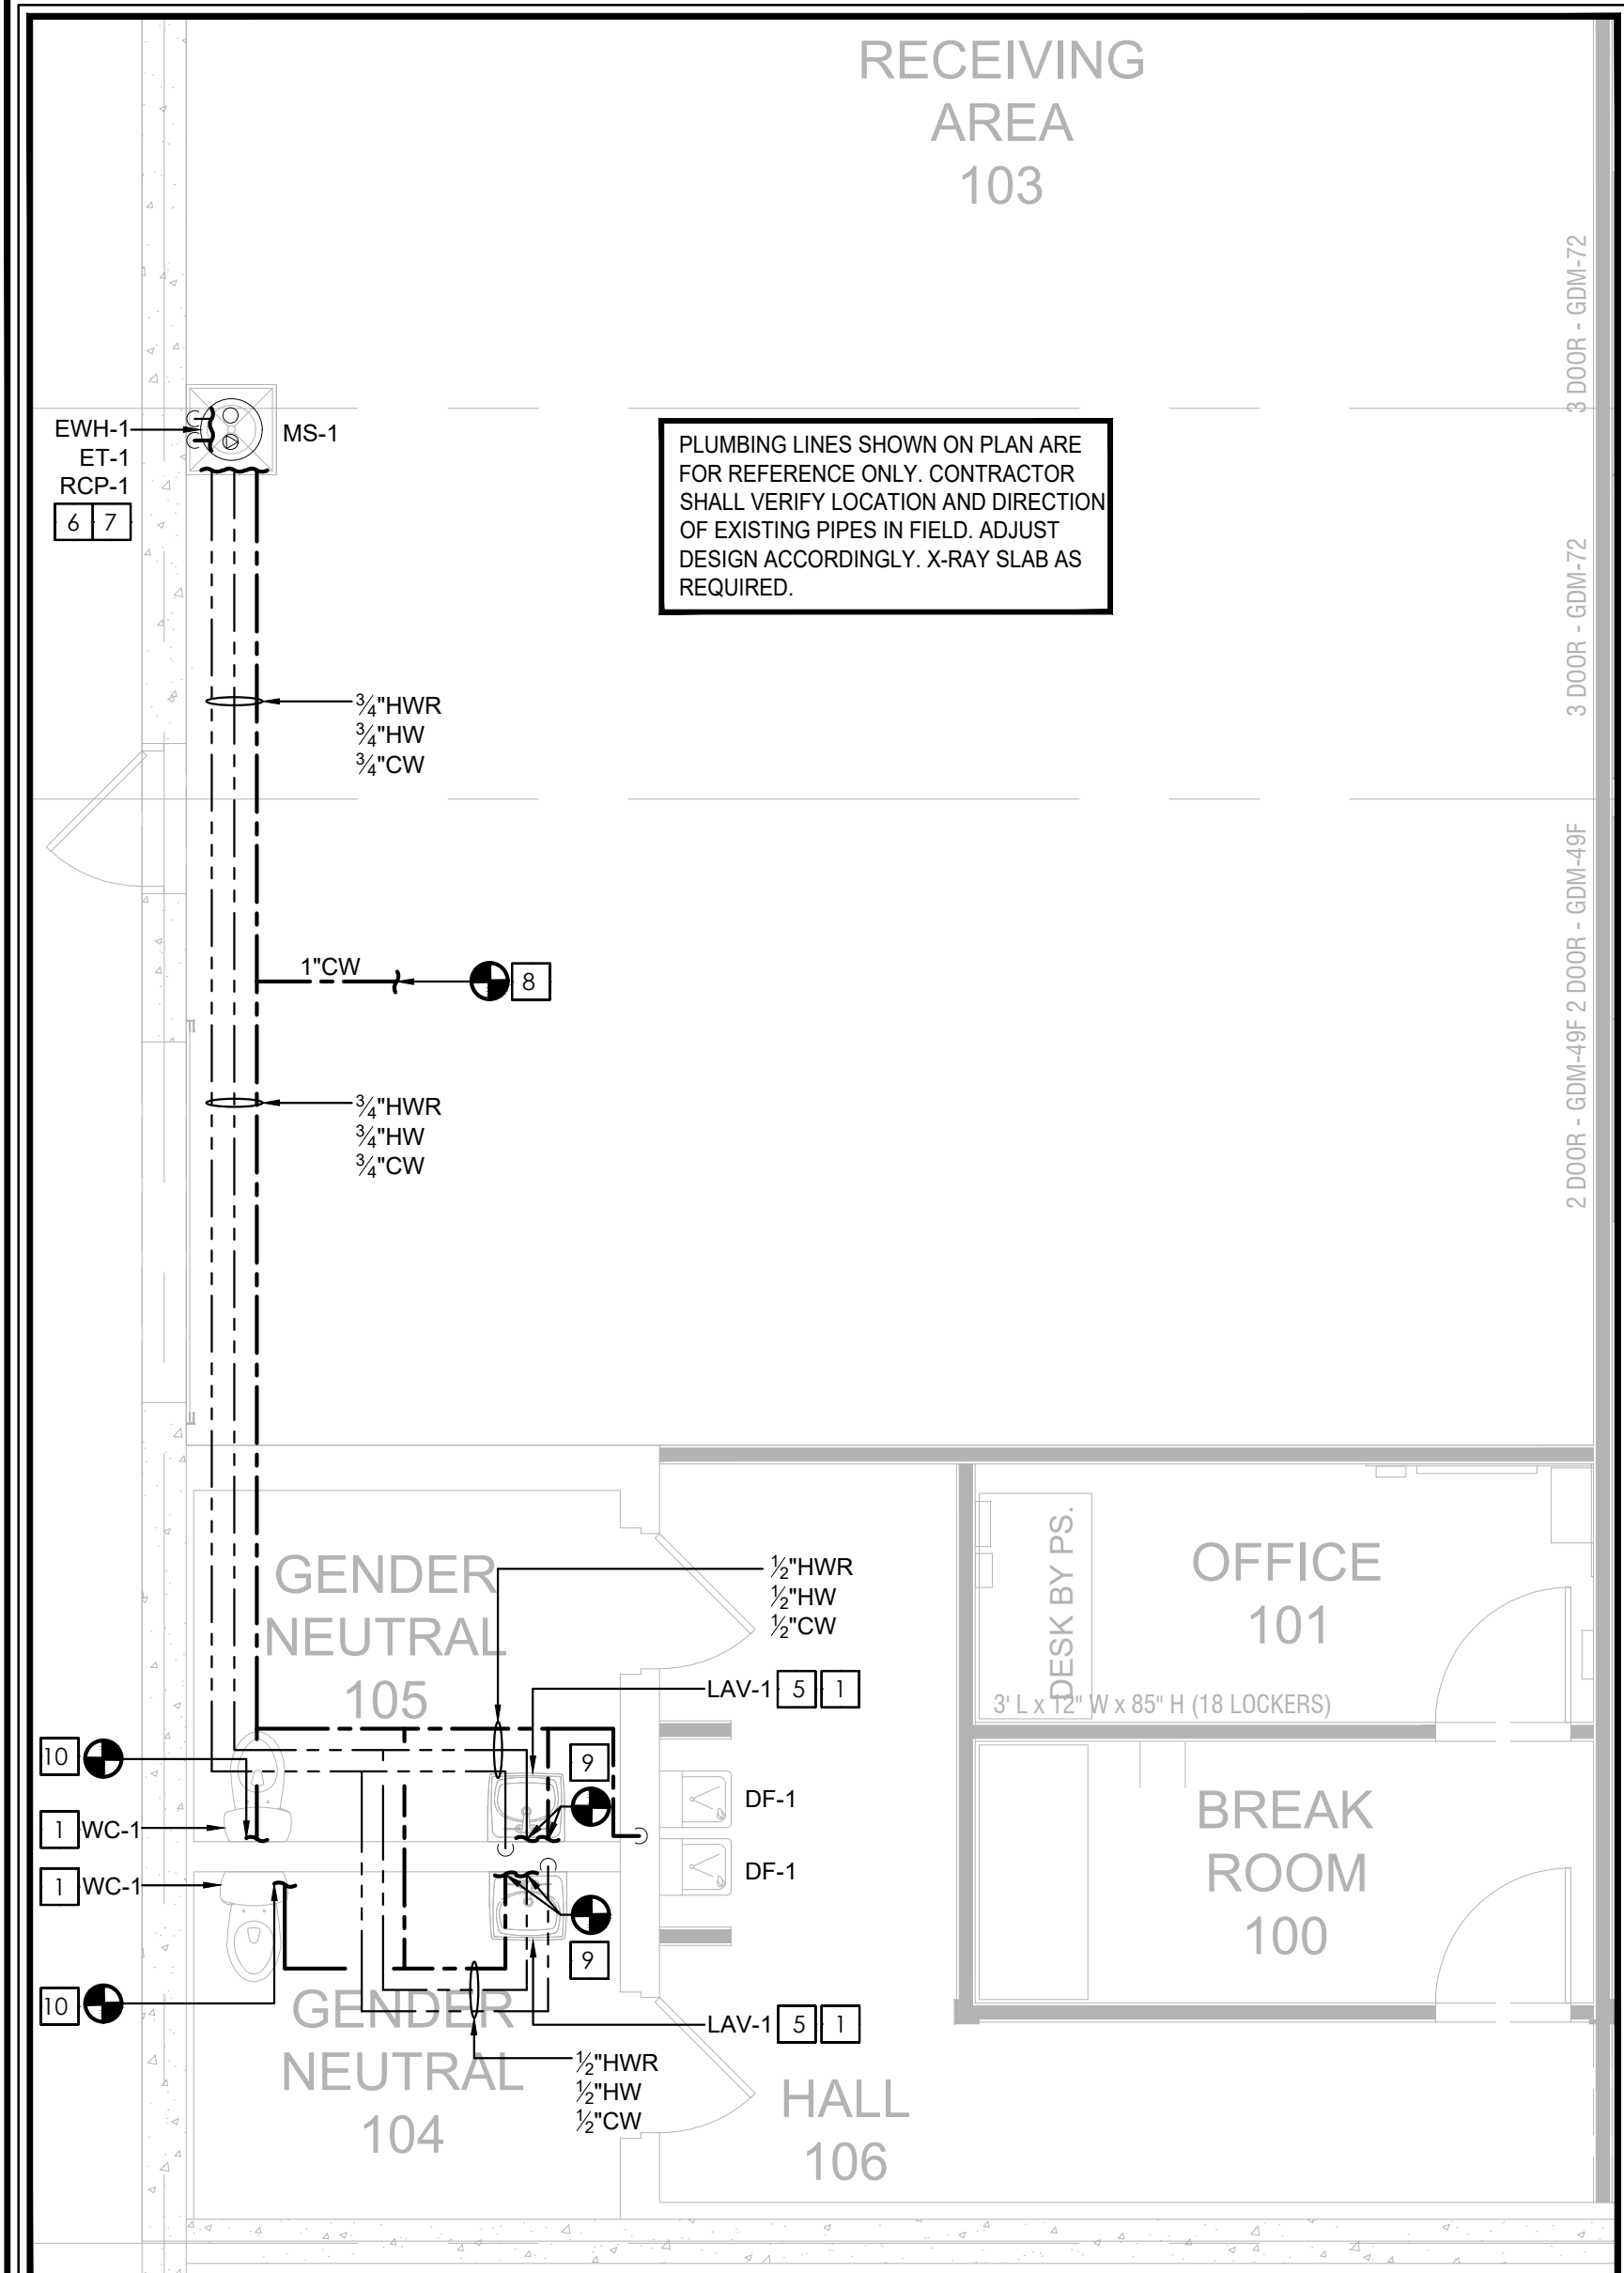 RECEIVING
AREA
103
3 DOOR - GDM-72
EWH-1
ET-1
RCP-1
6 7
MS-1
PLUMBING LINES SHOWN ON PLAN ARE
FOR REFERENCE ONLY. CONTRACTOR
SHALL VERIFY LOCATION AND DIRECTION
OF EXISTING PIPES IN FIELD. ADJUST
DESIGN ACCORDINGLY. X-RAY SLAB AS
REQUIRED.
3 DOOR - GDM-72
¾"HWR
¾"HW
¾"CW
2 DOOR - GDM-49F 2 DOOR - GDM-49F
1"CW
8
¾"HWR
¾"HW
¾"CW
GENDER
NEUTRAL
105
½"HWR
½"HW
½"CW
DESK BY PS.
OFFICE
101
LAV-1 5 1
3' L x 12" W x 85" H (18 LOCKERS)
10
9
1 WC-1
DF-1
BREAK
ROOM
100
1 WC-1
DF-1
9
10
GENDER
NEUTRAL
104
LAV-1 5 1
½"HWR
½"HW
½"CW
HALL
106